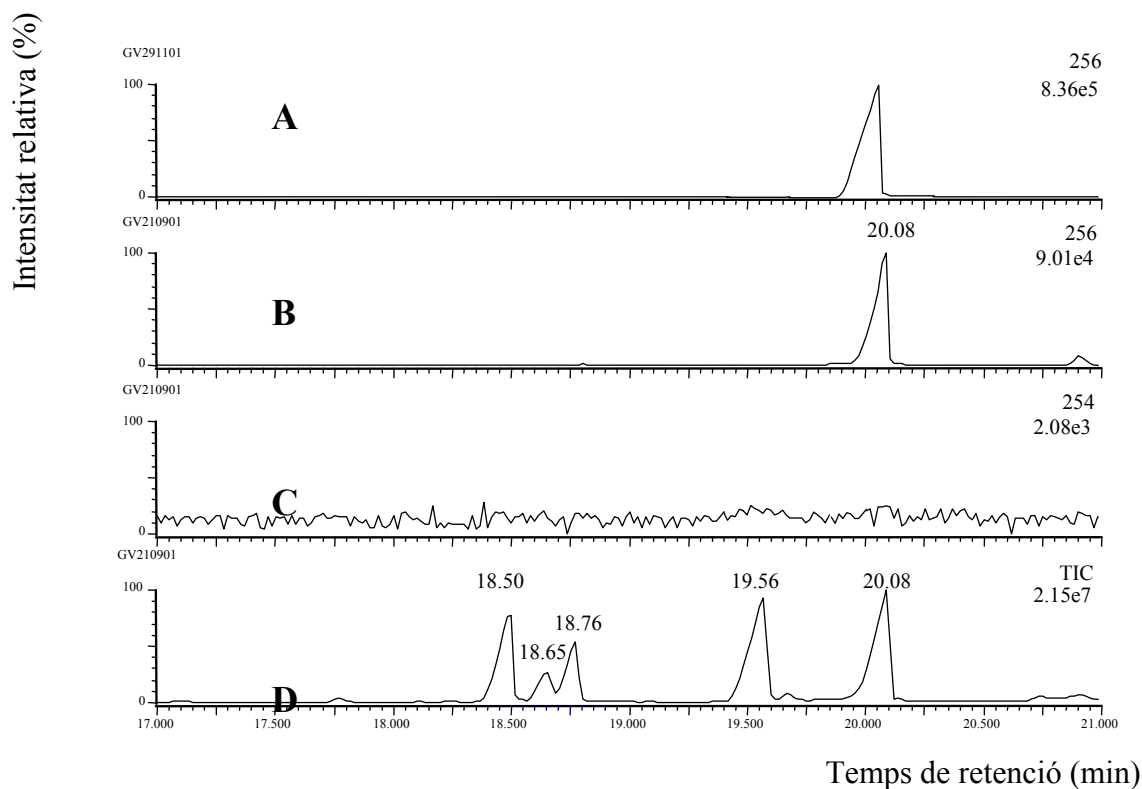 Intensitat relativa (%)
GV291101
256
8.36e5
100
A
0
GV210901
20.08
256
9.01e4
100
B
0
GV210901
254
2.08e3
100
C
0
GV210901
TIC
2.15e7
100
18.50
18.65
18.76
19.56
20.08
D
0
17.000 17.500 18.000 18.500 19.000 19.500 20.000 20.500 21.000
Temps de retenció (min)